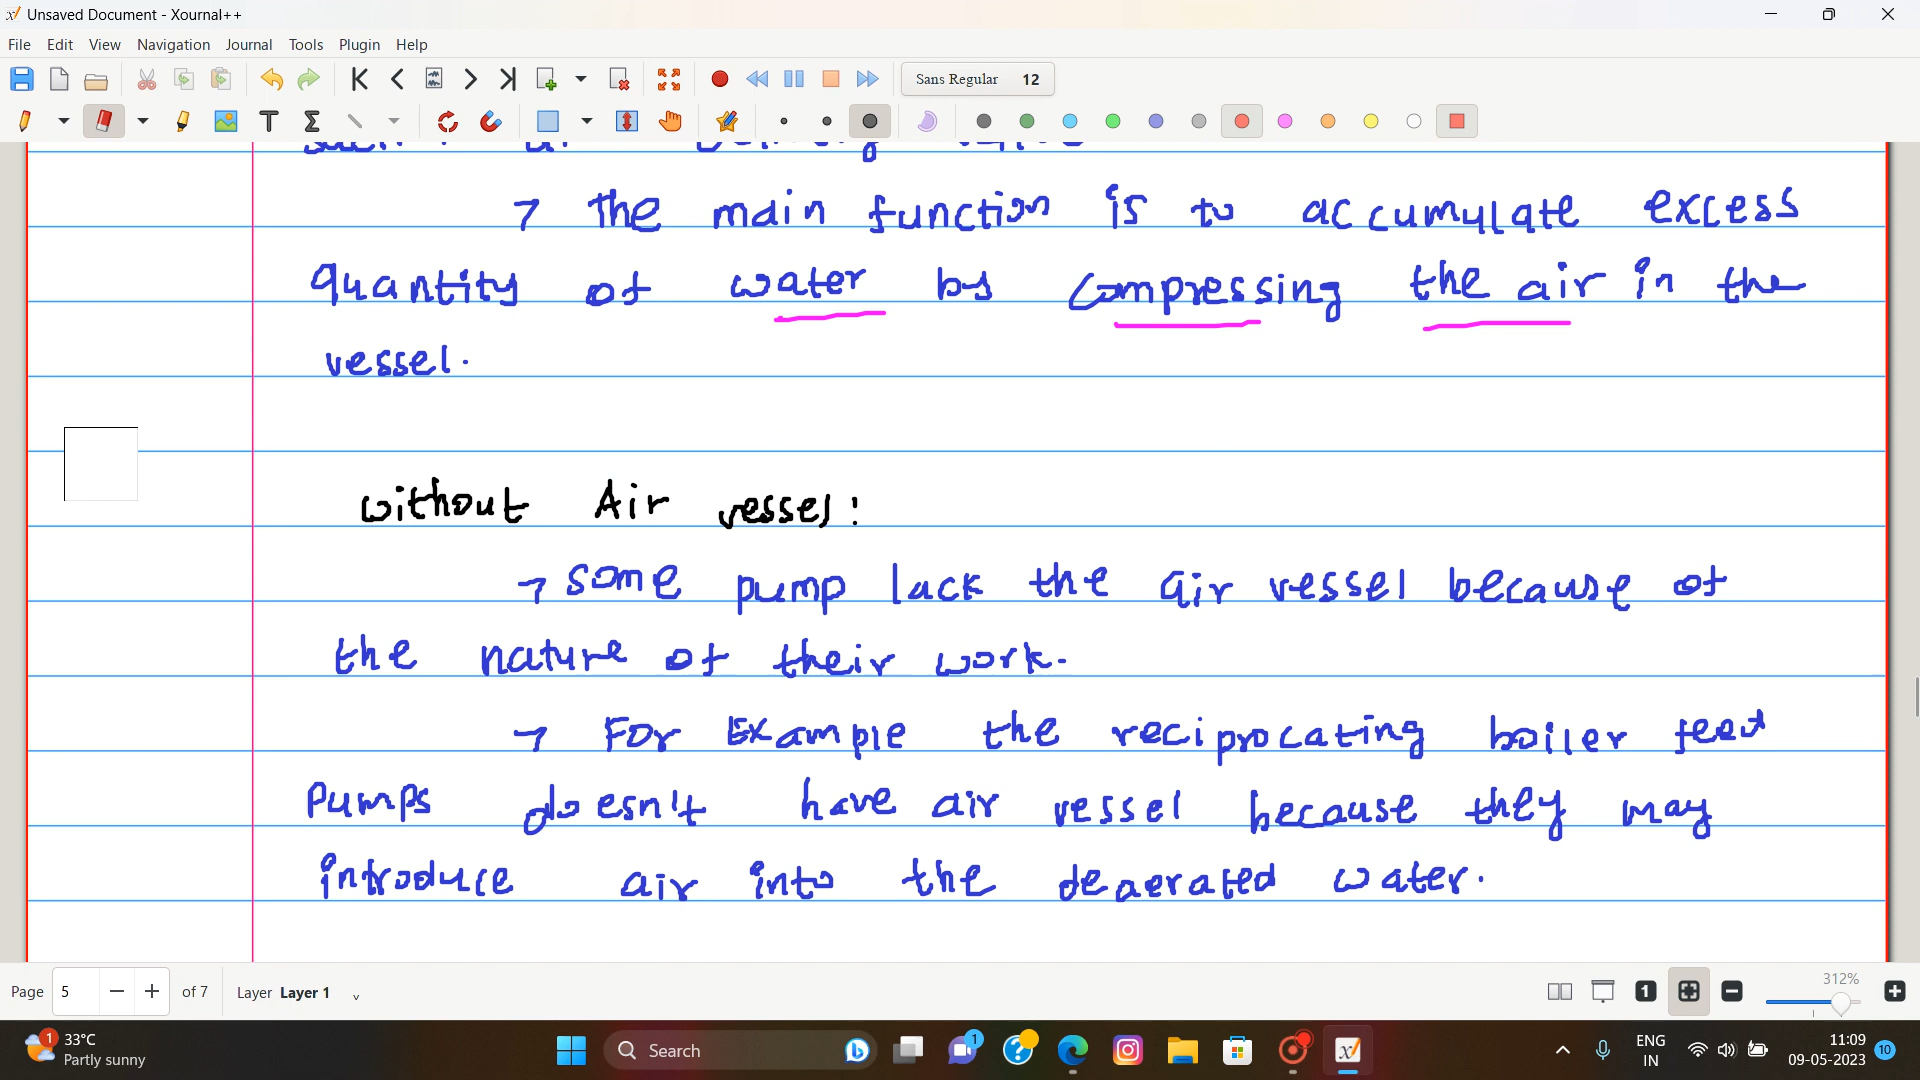 Unsaved Document - Xournal++
File Edit View Navigation Journal Tools Plugin Help
Sans Regular 12
→ the main function is to accumulate excess
quantity of water by compressing the air in the
vessel.
without Air vessel:
→ some pump lack the air vessel because of
the nature of their work.
→ For Example the reciprocating boiler feed
Pumps doesn't have air vessel because they may
introduce air into the deaerated water.
Page 5 of 7 Layer Layer 1 312%
1 33°C
Partly sunny
Search
1
ENG
IN
11:09
09-05-2023
10